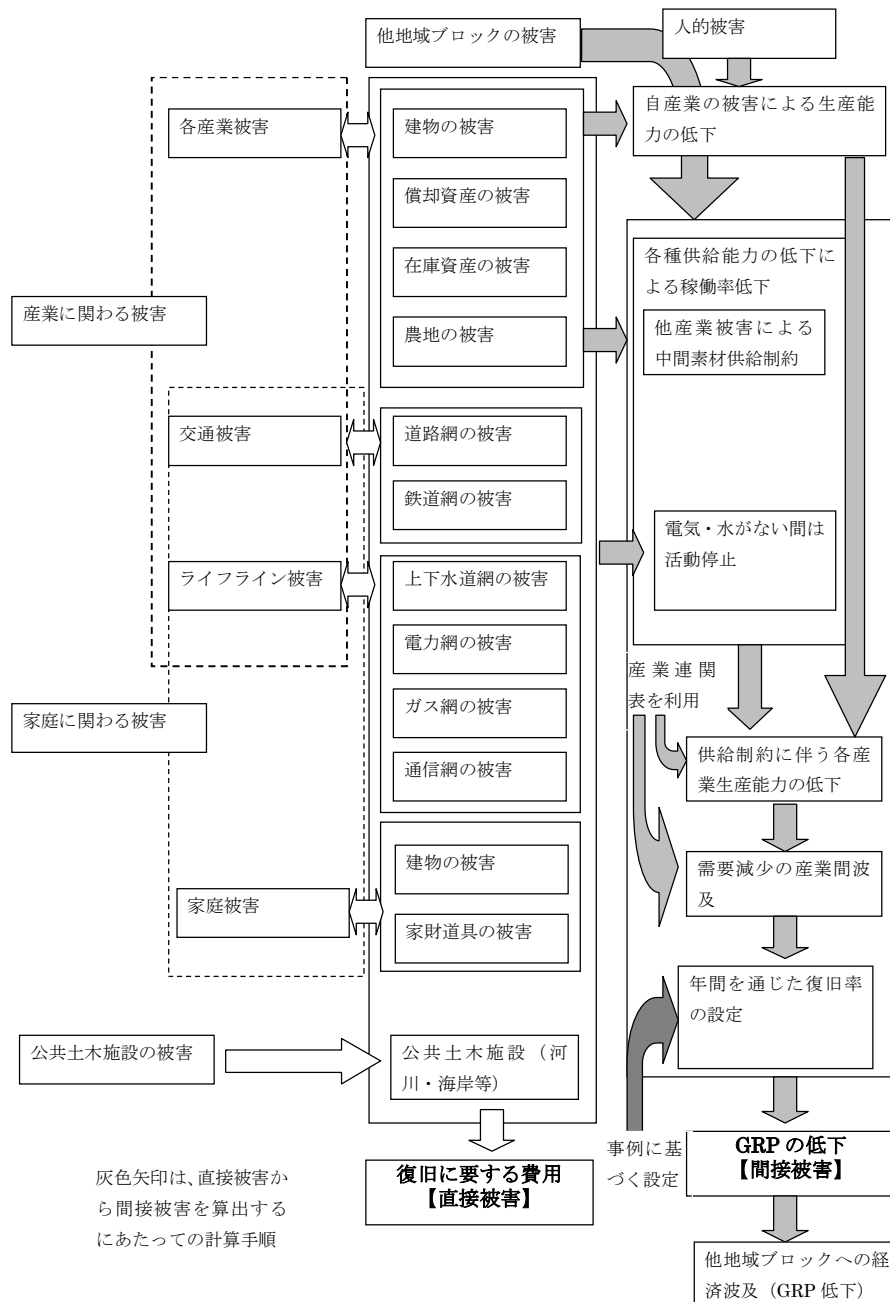 他地域ブロックの被害
人的被害
各産業被害
建物の被害
自産業の被害による生産能
力の低下
償却資産の被害
在庫資産の被害
各種供給能力の低下に
よる稼働率低下
産業に関わる被害
農地の被害
他産業被害による
中間素材供給制約
交通被害
道路網の被害
鉄道網の被害
電気・水がない間は
活動停止
ライフライン被害
上下水道網の被害
電力網の被害
産業連関
表を利用
家庭に関わる被害
ガス網の被害
通信網の被害
供給制約に伴う各産
業生産能力の低下
建物の被害
需要減少の産業間波
及
家庭被害
家財道具の被害
年間を通じた復旧率
の設定
公共土木施設の被害
公共土木施設（河
川・海岸等）
事例に基
づく設定
GRP の低下
【間接被害】
復旧に要する費用
【直接被害】
灰色矢印は、直接被害か
ら間接被害を算出する
にあたっての計算手順
他地域ブロックへの経
済波及（GRP 低下）